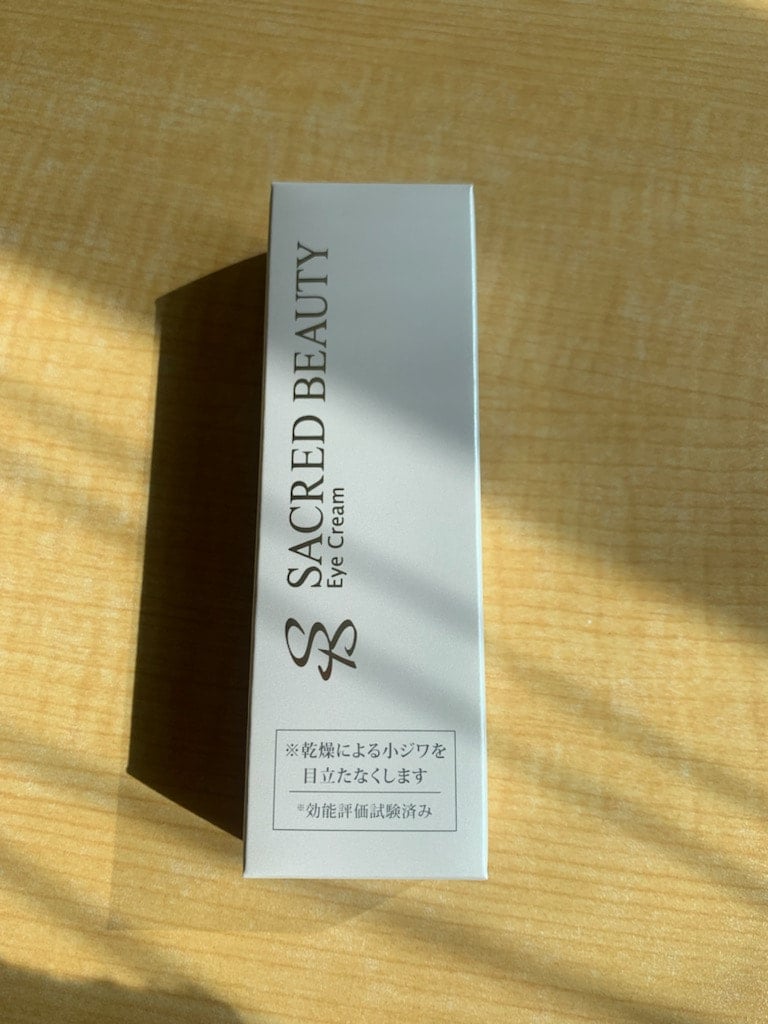 SACRED BEAUTY
Eye Cream
※乾燥による小ジワを
目立たなくします
※効能評価試験済み